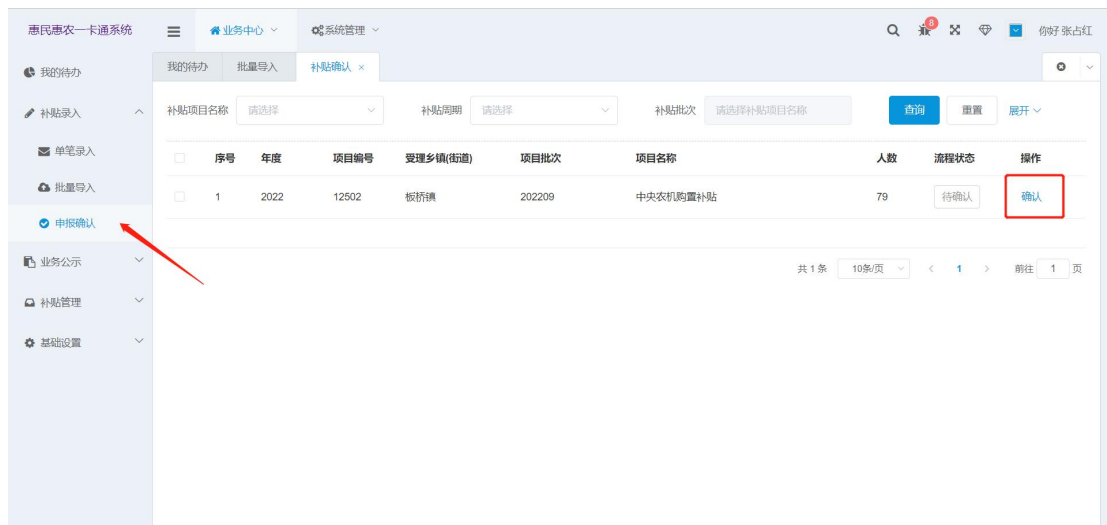 惠民惠农一卡通系统
业务中心
系统管理
8
你好 张占红
我的待办
补贴录入
单笔录入
批量导入
申报确认
业务公示
补贴管理
基础设置
我的待办 批量导入 补贴确认 ×
补贴项目名称 请选择 补贴周期 请选择 补贴批次 请选择补贴项目名称 查询 重置 展开
序号 年度 项目编号 受理乡镇(街道) 项目批次 项目名称 人数 流程状态 操作
1 2022 12502 板桥镇 202209 中央农机购置补贴 79 待确认 确认
共 1 条 10条/页 1 前往 1 页